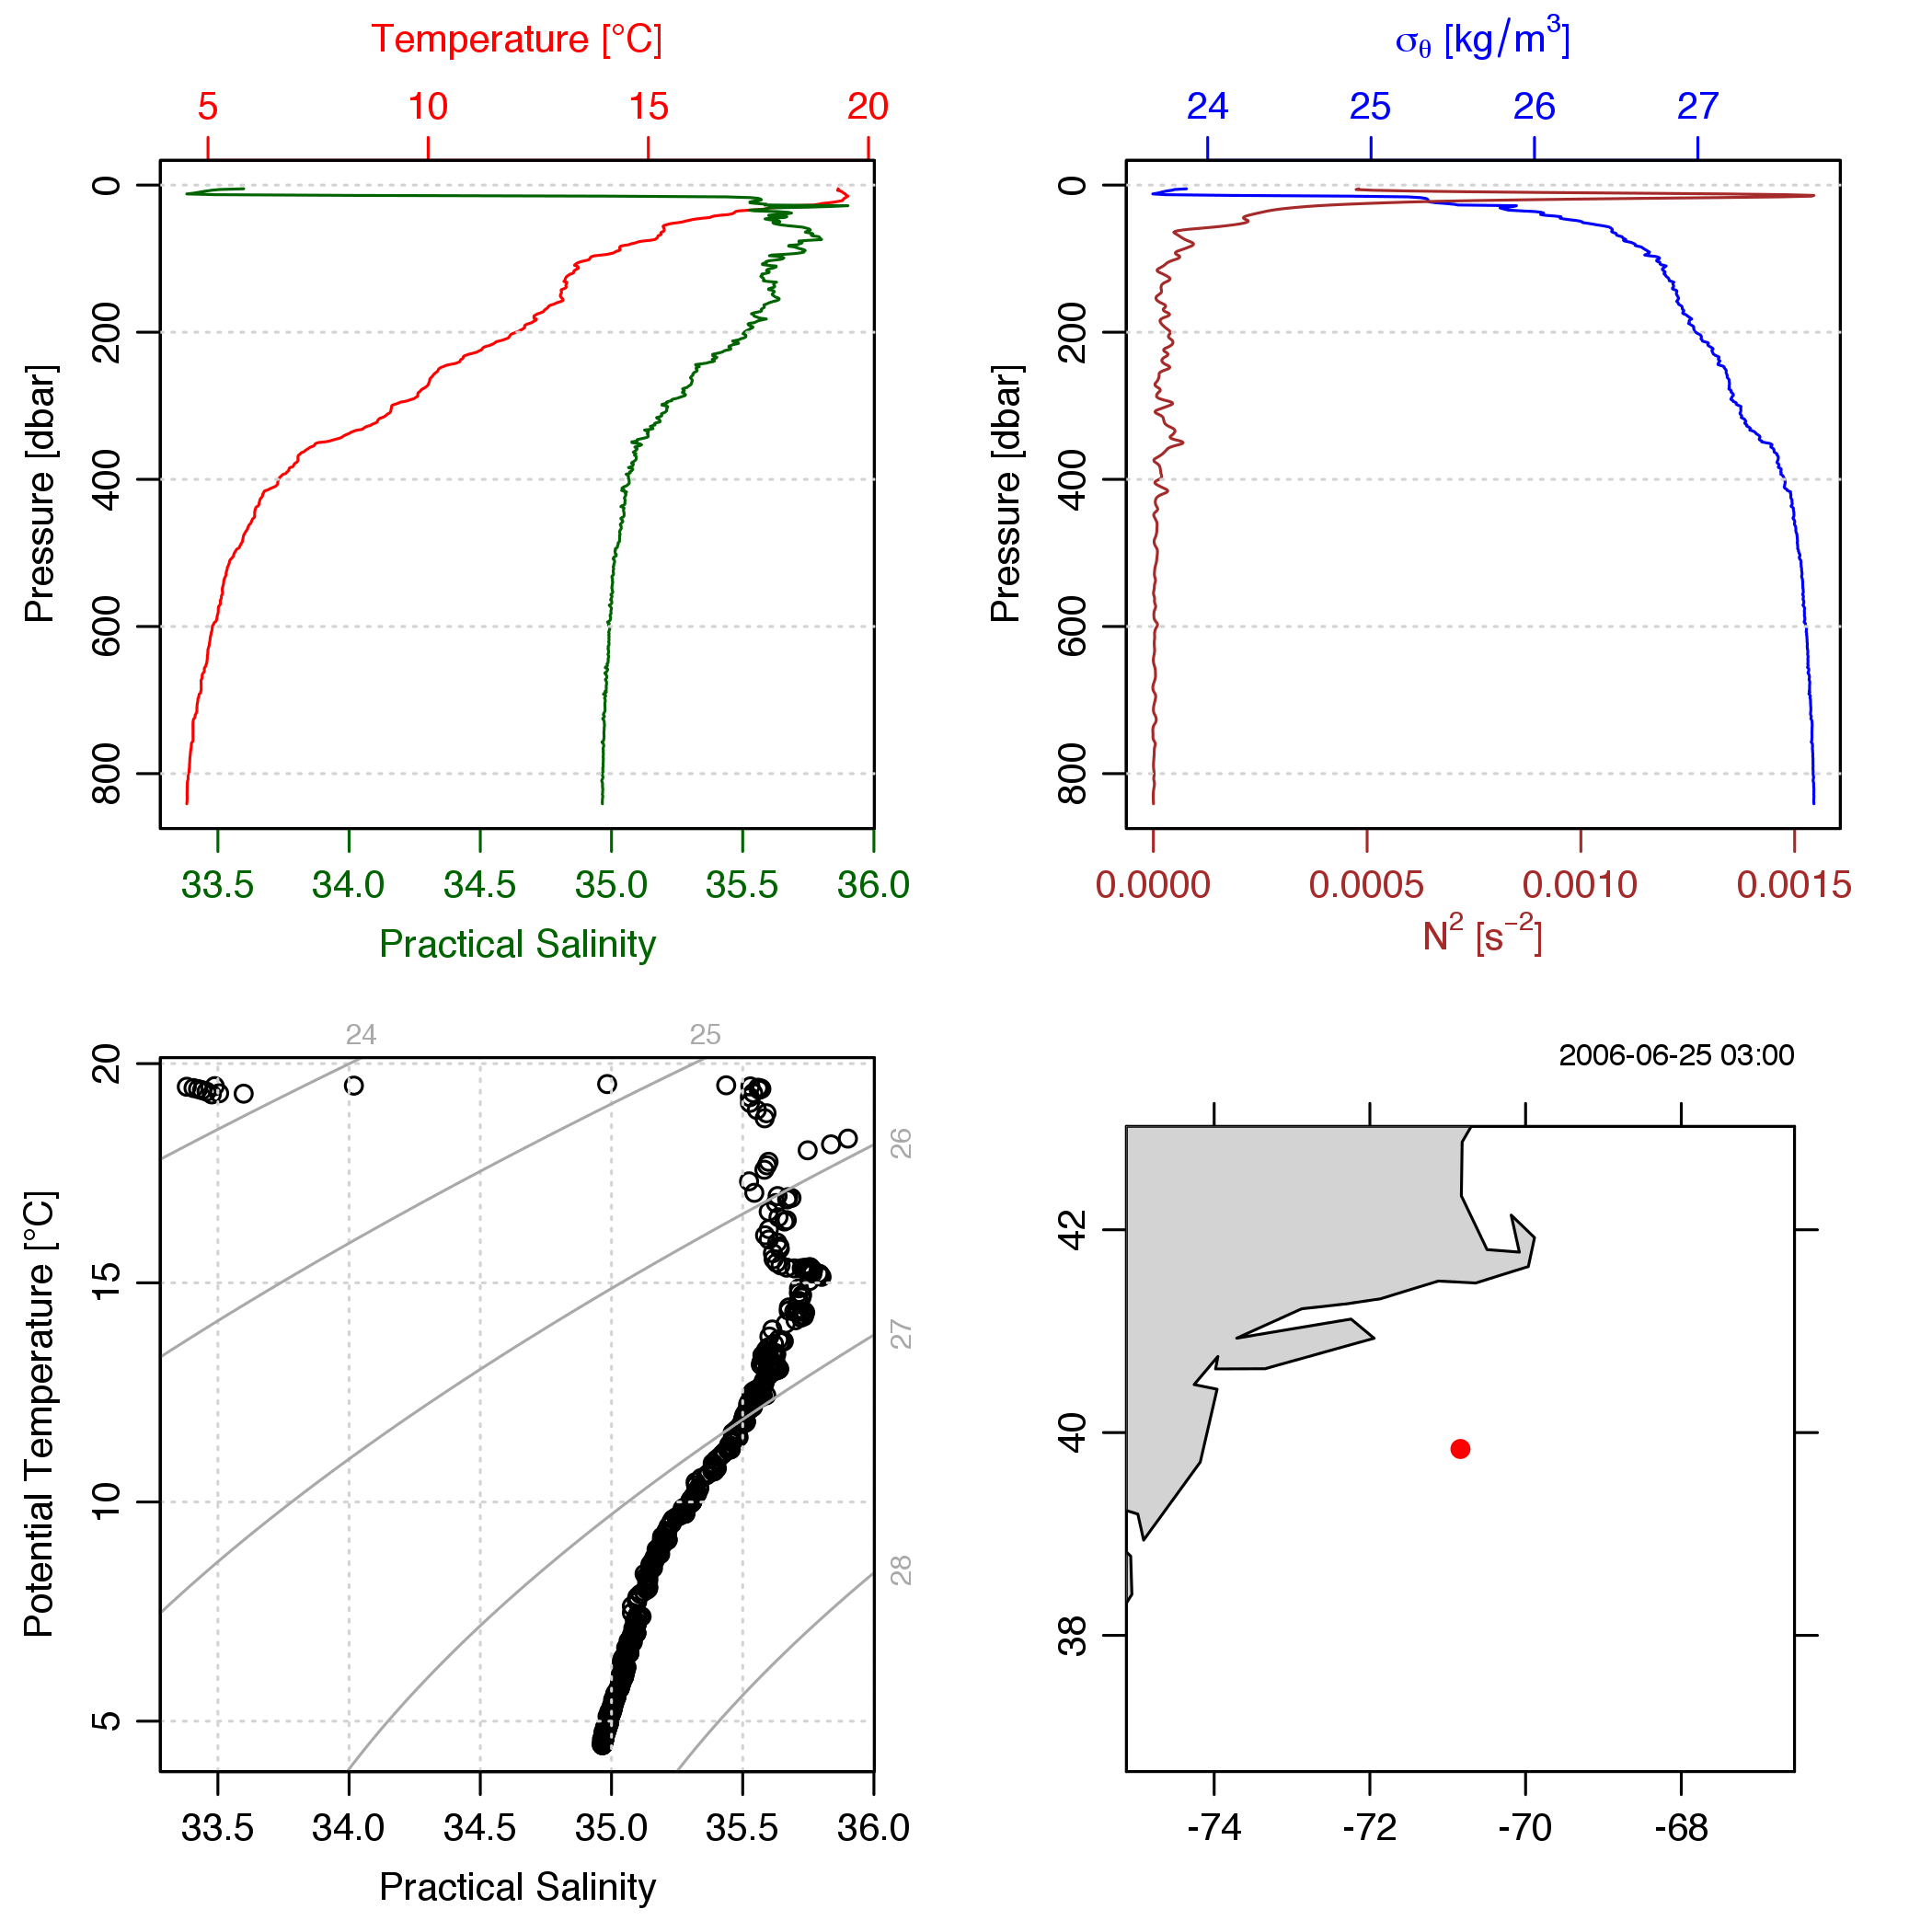 Temperature [°C]
5 10 15 20
0
200
400
600
800
Pressure [dbar]
33.5 34.0 34.5 35.0 35.5 36.0
Practical Salinity
σθ [kg/m³]
24 25 26 27
0
200
400
600
800
Pressure [dbar]
0.0000 0.0005 0.0010 0.0015
N² [s⁻²]
24 25
26
27
28
20
15
10
5
Potential Temperature [°C]
33.5 34.0 34.5 35.0 35.5 36.0
Practical Salinity
2006-06-25 03:00
42
40
38
-74 -72 -70 -68